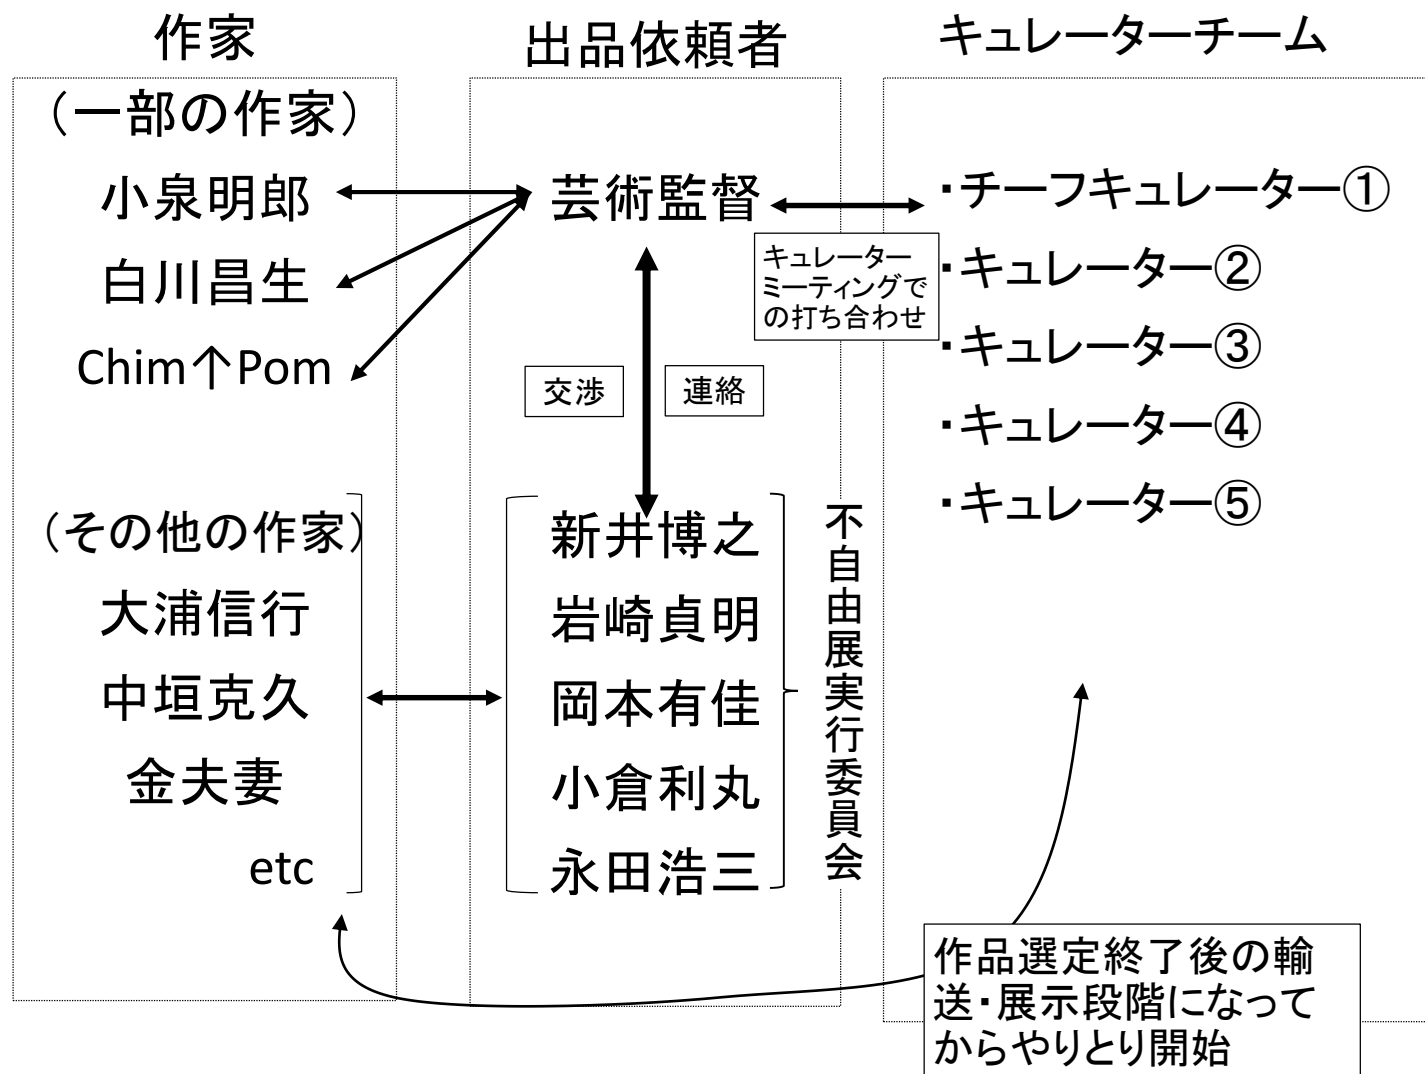 作家
（一部の作家）
小泉明郎
白川昌生
Chim↑Pom
（その他の作家）
大浦信行
中垣克久
金夫妻
etc
出品依頼者
芸術監督
交渉
連絡
新井博之
岩崎貞明
岡本有佳
小倉利丸
永田浩三
不自由展実行委員会
キュレーターチーム
キュレーター
ミーティングで
の打ち合わせ
・チーフキュレーター①
・キュレーター②
・キュレーター③
・キュレーター④
・キュレーター⑤
作品選定終了後の輸
送・展示段階になって
からやりとり開始